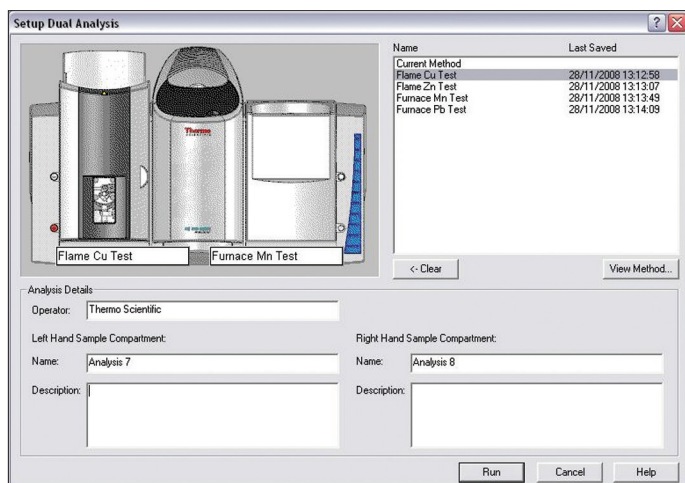 Setup Dual Analysis
Name Last Saved
Current Method
Flame Cu Test 28/11/2008 13:12:58
Flame Zn Test 28/11/2008 13:13:07
Furnace Mn Test 28/11/2008 13:13:49
Furnace Pb Test 28/11/2008 13:14:09
Thermo
Flame Cu Test Furnace Mn Test
<- Clear View Method...
Analysis Details
Operator: Thermo Scientific
Left Hand Sample Compartment: Right Hand Sample Compartment:
Name: Analysis 7 Name: Analysis 8
Description: Description:
Run Cancel Help